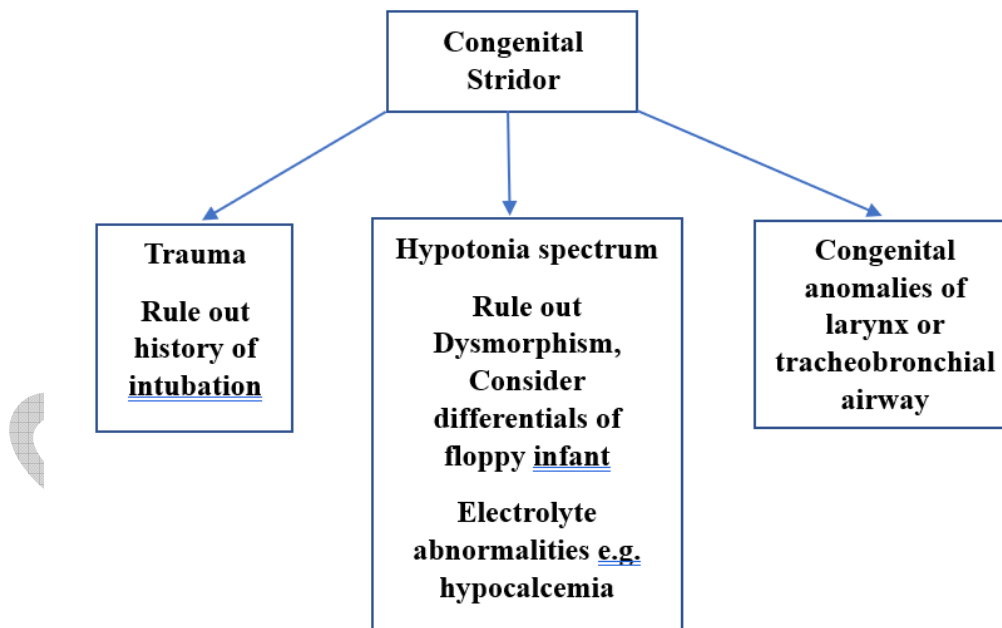 Congenital
Stridor
Trauma
Rule out
history of
intubation
Hypotonia spectrum
Rule out
Dysmorphism,
Consider
differentials of
floppy infant
Electrolyte
abnormalities e.g.
hypocalcemia
Congenital
anomalies of
larynx or
tracheobronchial
airway